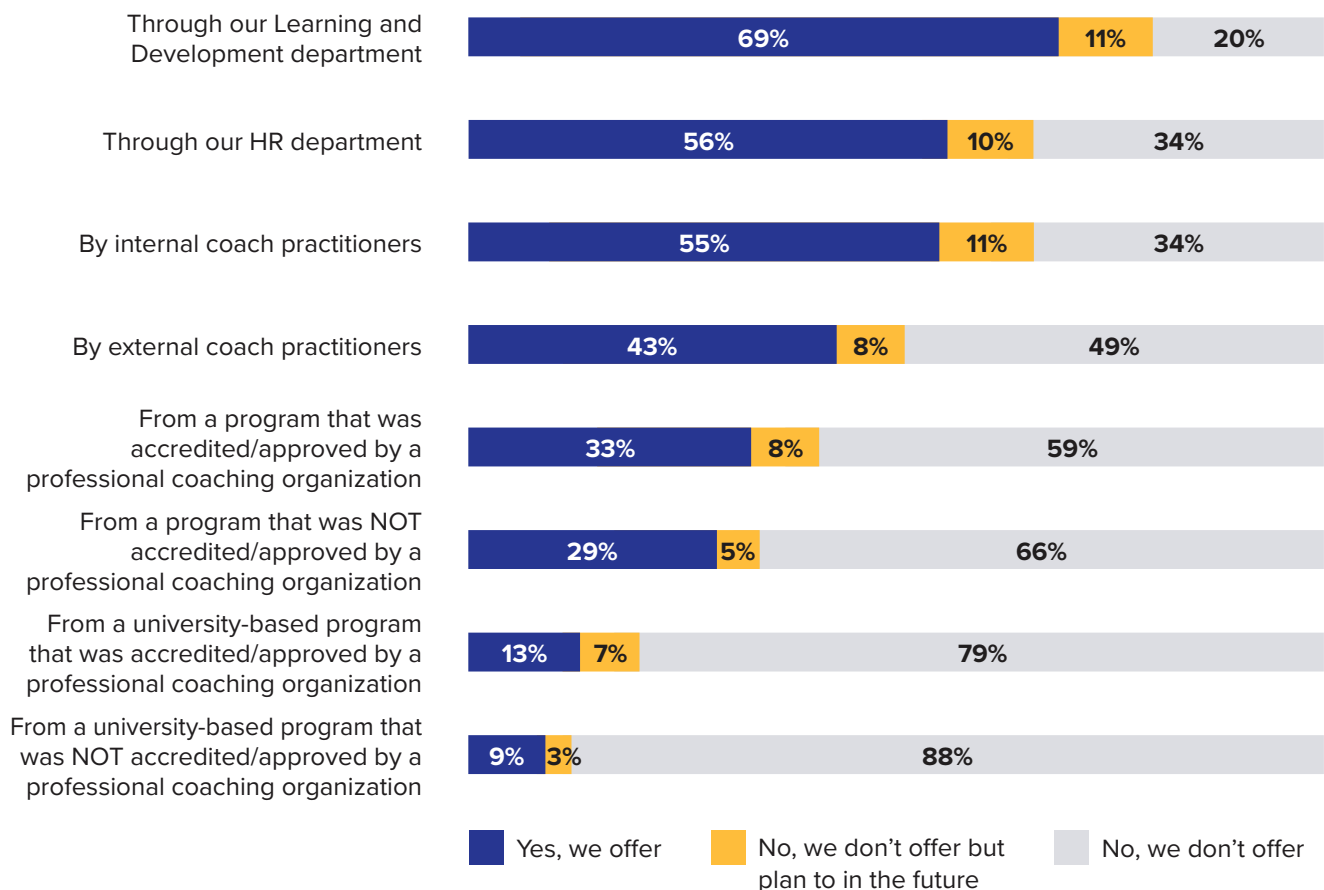 Through our Learning and
Development department
69%
11%
20%
Through our HR department
56%
10%
34%
By internal coach practitioners
55%
11%
34%
By external coach practitioners
43%
8%
49%
From a program that was
accredited/approved by a
professional coaching organization
33%
8%
59%
From a program that was NOT
accredited/approved by a
professional coaching organization
29%
5%
66%
From a university-based program
that was accredited/approved by a
professional coaching organization
13%
7%
79%
From a university-based program that
was NOT accredited/approved by a
professional coaching organization
9%
3%
88%
Yes, we offer
No, we don’t offer but
plan to in the future
No, we don’t offer